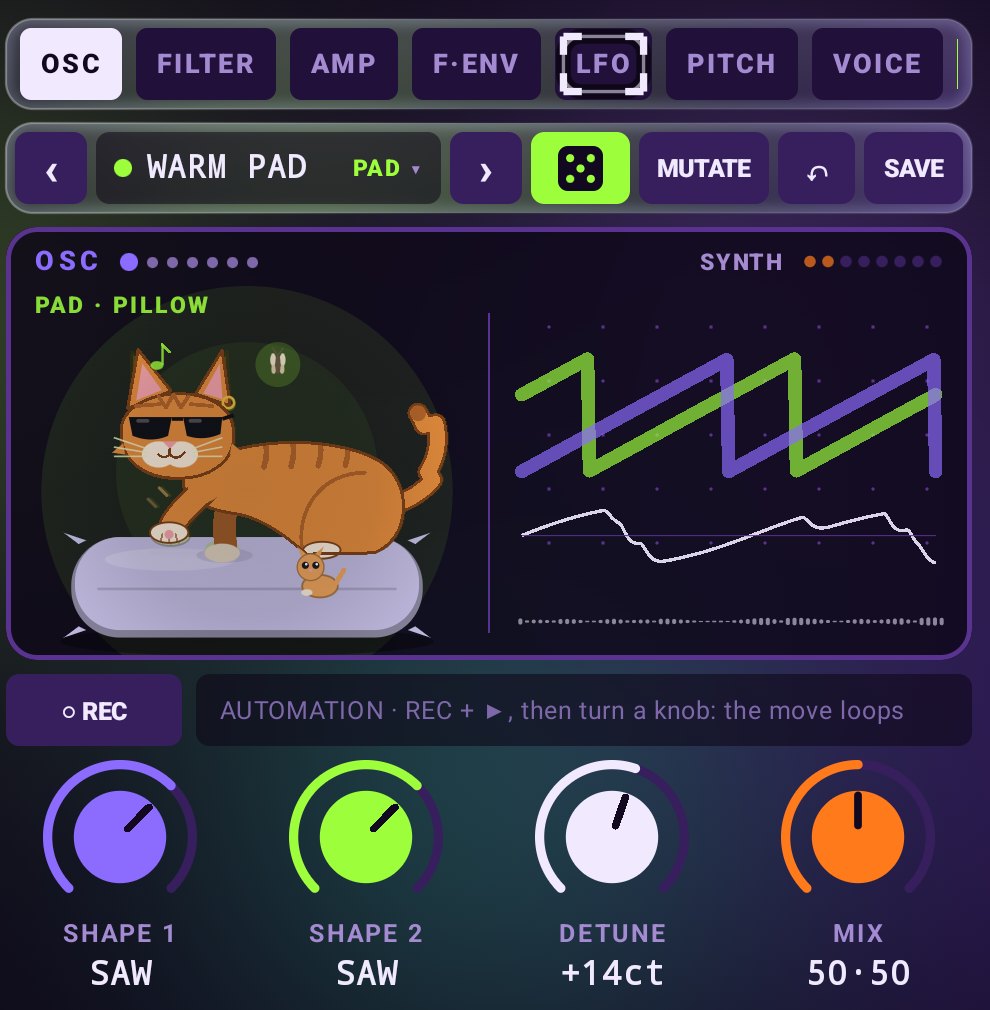 OSC FILTER AMP F·ENV LFO PITCH VOICE
‹ WARM PAD PAD ▾ › MUTATE ↶ SAVE
OSC SYNTH
PAD · PILLOW
○ REC AUTOMATION · REC + ►, then turn a knob: the move loops
SHAPE 1 SHAPE 2 DETUNE MIX
SAW SAW +14ct 50·50